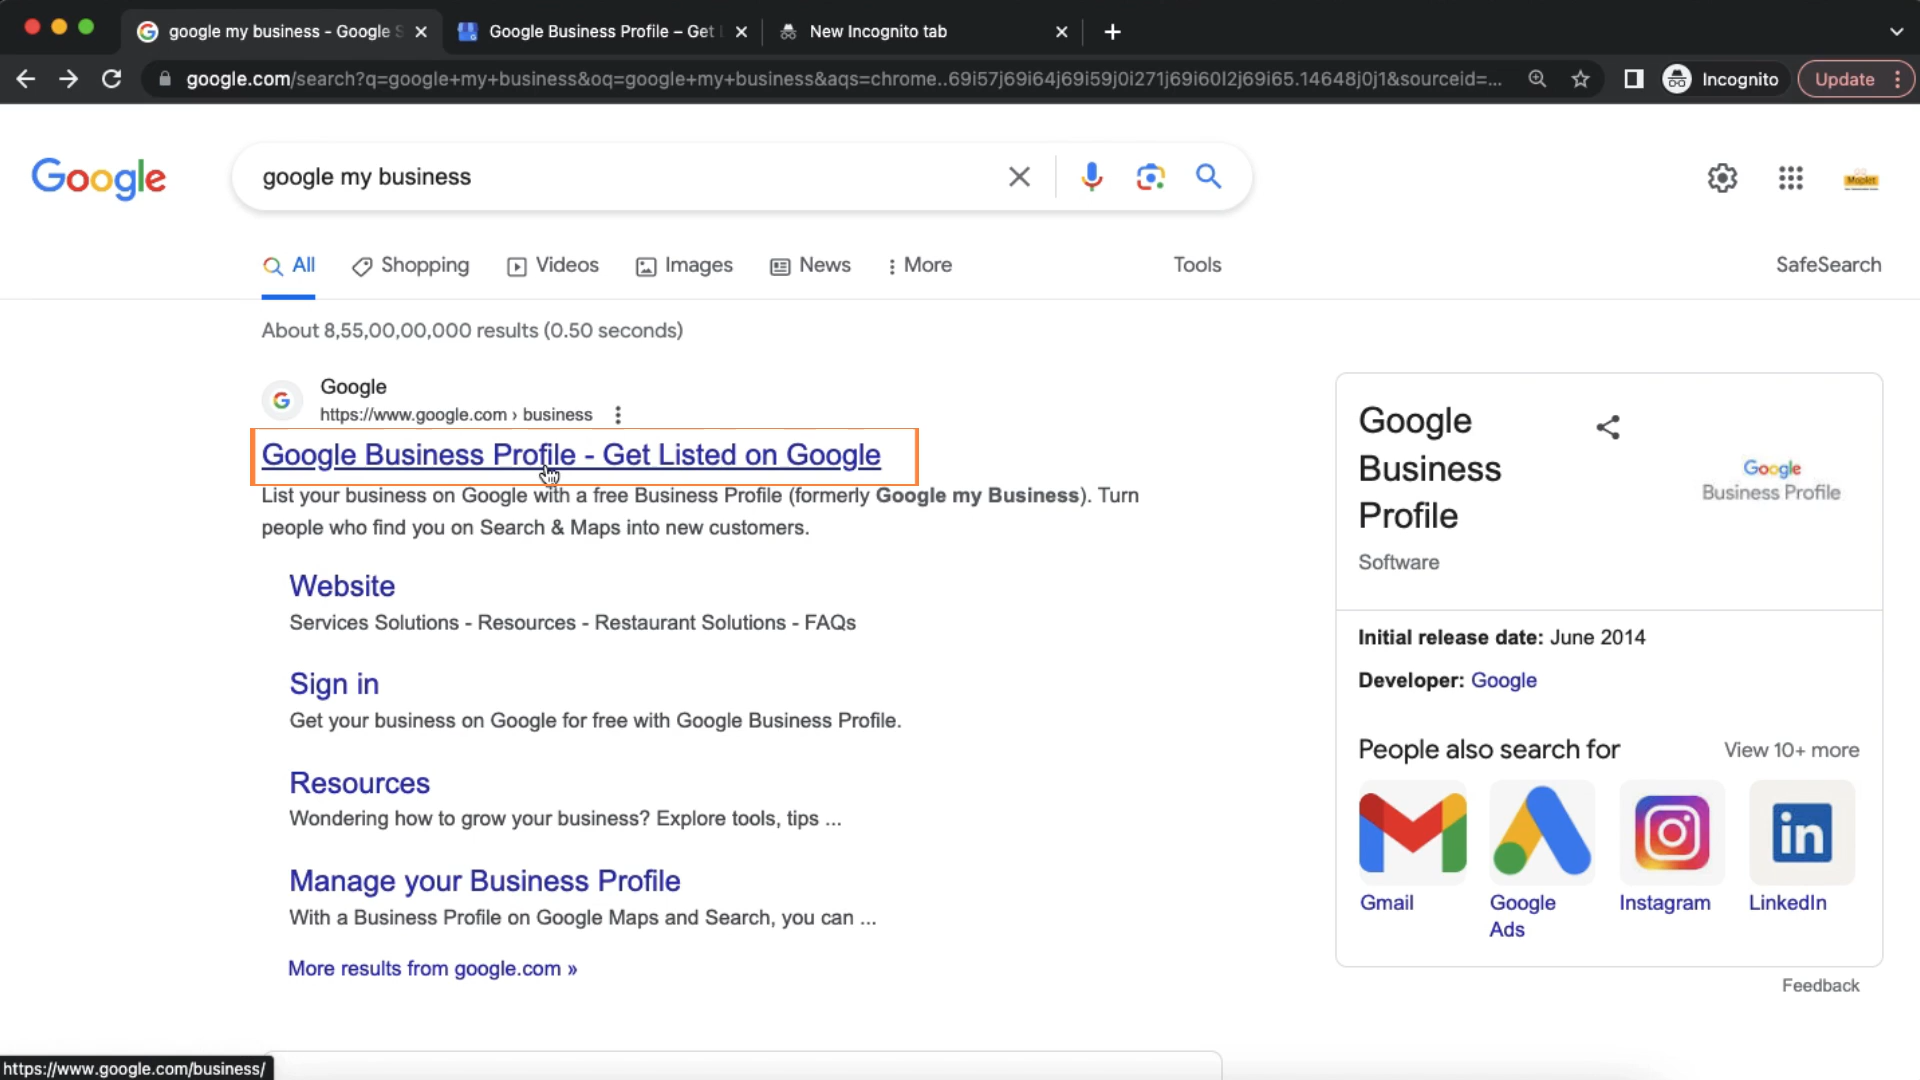 google my business - Google S
Google Business Profile – Get L
New Incognito tab
google.com/search?q=google+my+business&oq=google+my+business&aqs=chrome..69i57j69i64j69i59j0i271j69i60l2j69i65.14648j0j1&sourceid=...
Incognito
Update
Google
google my business
Moplet
All
Shopping
Videos
Images
News
More
Tools
SafeSearch
About 8,55,00,00,000 results (0.50 seconds)
Google
https://www.google.com › business
Google Business Profile - Get Listed on Google
List your business on Google with a free Business Profile (formerly Google my Business). Turn
people who find you on Search & Maps into new customers.
Website
Services Solutions - Resources - Restaurant Solutions - FAQs
Sign in
Get your business on Google for free with Google Business Profile.
Resources
Wondering how to grow your business? Explore tools, tips ...
Manage your Business Profile
With a Business Profile on Google Maps and Search, you can ...
More results from google.com »
Google
Business
Profile
Software
Google
Business Profile
Initial release date: June 2014
Developer: Google
People also search for
View 10+ more
in
Gmail
Google
Ads
Instagram
LinkedIn
Feedback
https://www.google.com/business/